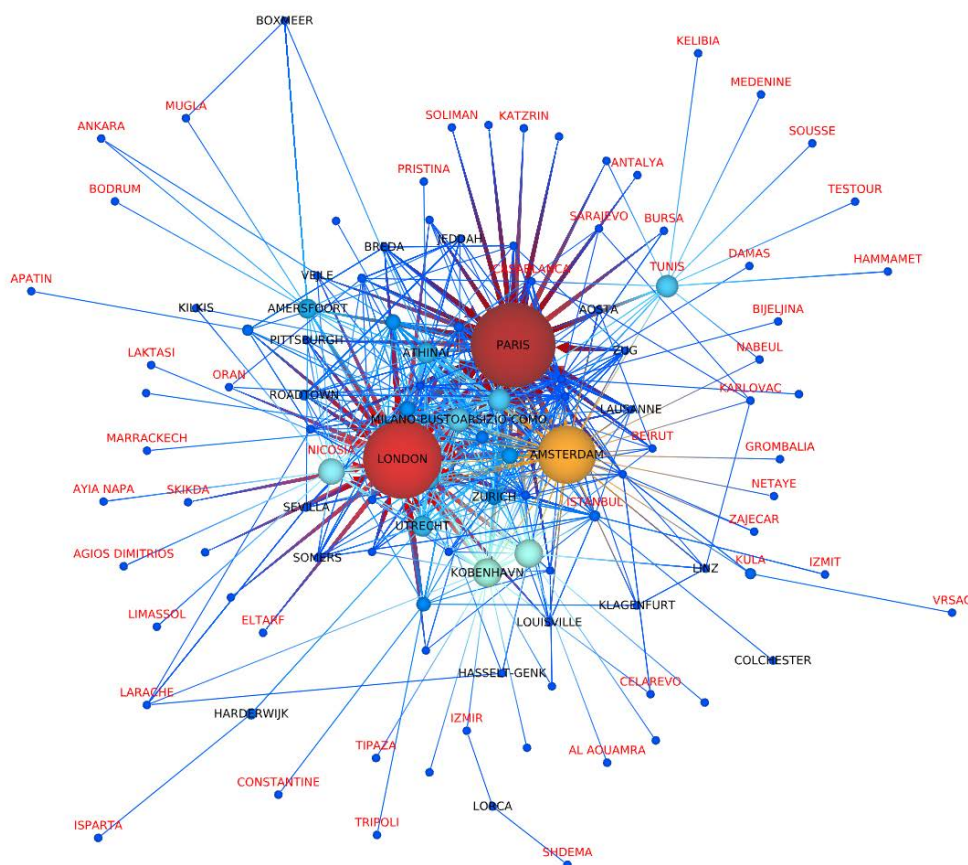 BOXMEER
KELIBIA
MEDENINE
MUGLA
SOLIMAN
KATZRIN
ANKARA
SOUSSE
PRISTINA
ANTALYA
BODRUM
TESTOUR
SARAJEVO
BURSA
JEDDAH
BREDA
DAMAS
CASABLANCA
TUNIS
HAMMAMET
VEJLE
APATIN
KILKIS
AMERSFOORT
AOSTA
BIJELJINA
PITTSBURGH
PARIS
ATHINAI
ZUG
NABEUL
LAKTASI
ORAN
KARLOVAC
ROADTOWN
LAUSANNE
MILANO-BUSTOARSIZIO-COMO
MARRACKECH
BEIRUT
NICOSIA
LONDON
AMSTERDAM
GROMBALIA
NETAYE
AYIA NAPA
SKIKDA
SEVILLA
ZURICH
ISTANBUL
UTRECHT
ZAJECAR
AGIOS DIMITRIOS
SOMERS
KOBENHAVN
LINZ
KULA
IZMIT
LIMASSOL
ELTARF
KLAGENFURT
VRSAC
LOUISVILLE
COLCHESTER
HASSELT-GENK
LARACHE
CELAREVO
HARDERWIJK
IZMIR
TIPAZA
AL AOUAMRA
CONSTANTINE
LORCA
ISPARTA
TRIPOLI
SHDEMA